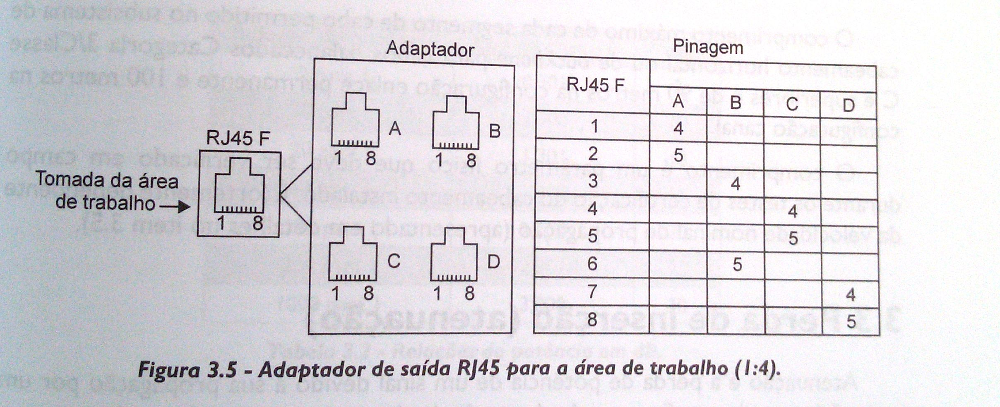 Adaptador
RJ45 F
Tomada da área
de trabalho
1 8
A
1 8
B
1 8
C
1 8
D
1 8
Pinagem
RJ45 F
A B C D
1 4
2 5
3 4
4 4
5 5
6 5
7 4
8 5
Figura 3.5 - Adaptador de saída RJ45 para a área de trabalho (1:4).